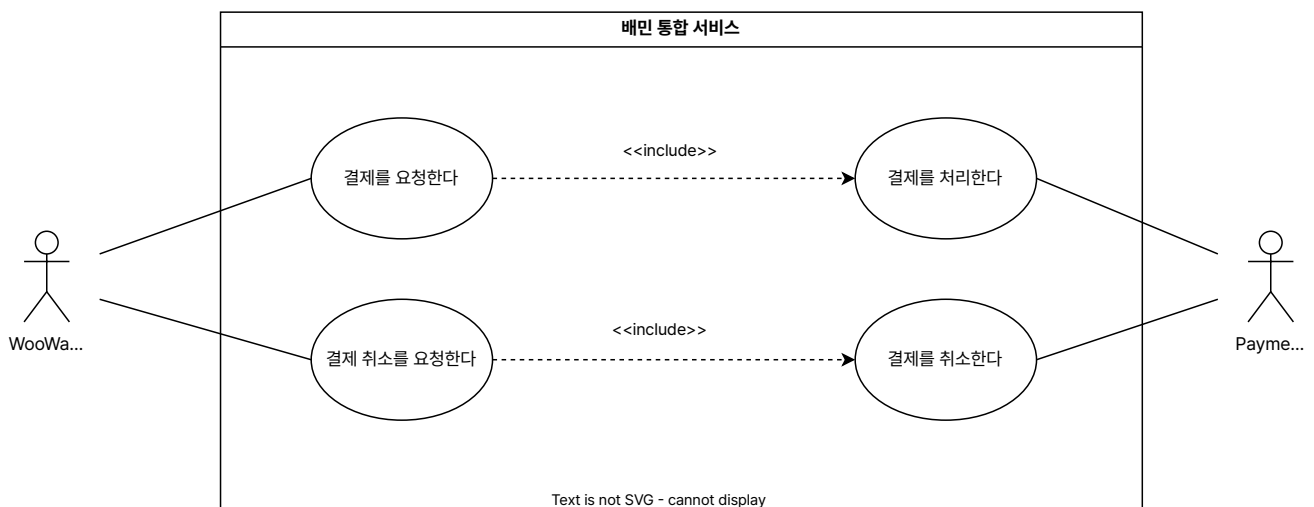 배민 통합 서비스
<<include>>
결제를 요청한다
결제를 처리한다
WooWa...
Payme...
<<include>>
결제 취소를 요청한다
결제를 취소한다
Text is not SVG - cannot display